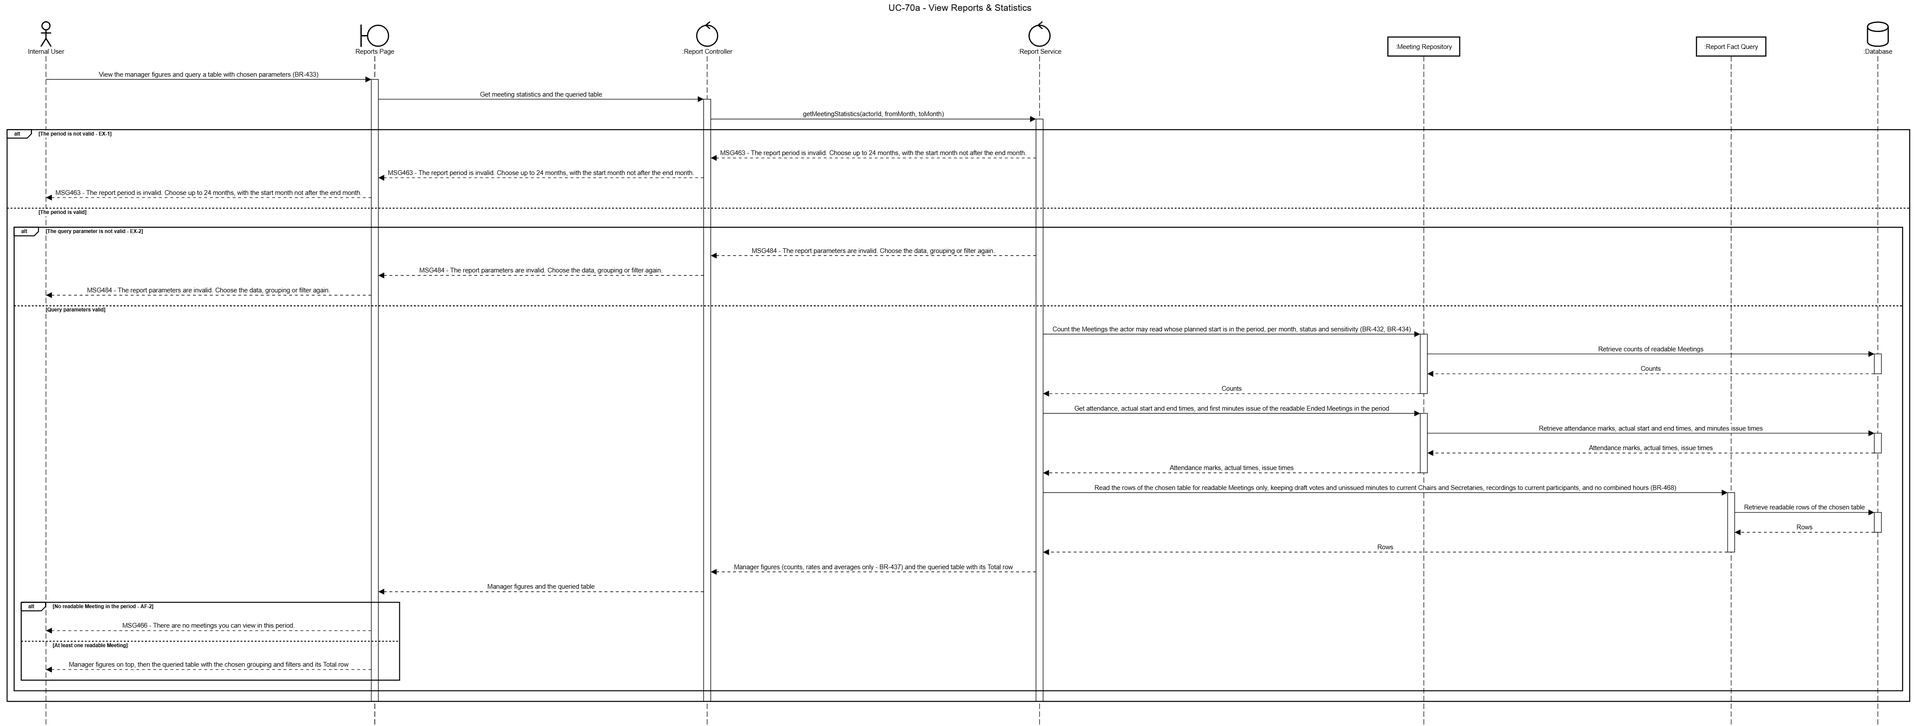 UC-70a - View Reports & Statistics
Internal User
Reports Page
:Report Controller
:Report Service
:Meeting Repository
:Report Fact Query
:Database
View the manager figures and query a table with chosen parameters (BR-433)
Get meeting statistics and the queried table
getMeetingStatistics(actorId, fromMonth, toMonth)
alt
[The period is not valid - EX-1]
MSG463 - The report period is invalid. Choose up to 24 months, with the start month not after the end month.
MSG463 - The report period is invalid. Choose up to 24 months, with the start month not after the end month.
MSG463 - The report period is invalid. Choose up to 24 months, with the start month not after the end month.
[The period is valid]
alt
[The query parameter is not valid - EX-2]
MSG484 - The report parameters are invalid. Choose the data, grouping or filter again.
MSG484 - The report parameters are invalid. Choose the data, grouping or filter again.
MSG484 - The report parameters are invalid. Choose the data, grouping or filter again.
[Query parameters valid]
Count the Meetings the actor may read whose planned start is in the period, per month, status and sensitivity (BR-432, BR-434)
Retrieve counts of readable Meetings
Counts
Counts
Get attendance, actual start and end times, and first minutes issue of the readable Ended Meetings in the period
Retrieve attendance marks, actual start and end times, and minutes issue times
Attendance marks, actual times, issue times
Attendance marks, actual times, issue times
Read the rows of the chosen table for readable Meetings only, keeping draft votes and unissued minutes to current Chairs and Secretaries, recordings to current participants, and no combined hours (BR-468)
Retrieve readable rows of the chosen table
Rows
Rows
Manager figures (counts, rates and averages only - BR-437) and the queried table with its Total row
Manager figures and the queried table
alt
[No readable Meeting in the period - AF-2]
MSG466 - There are no meetings you can view in this period.
[At least one readable Meeting]
Manager figures on top, then the queried table with the chosen grouping and filters and its Total row